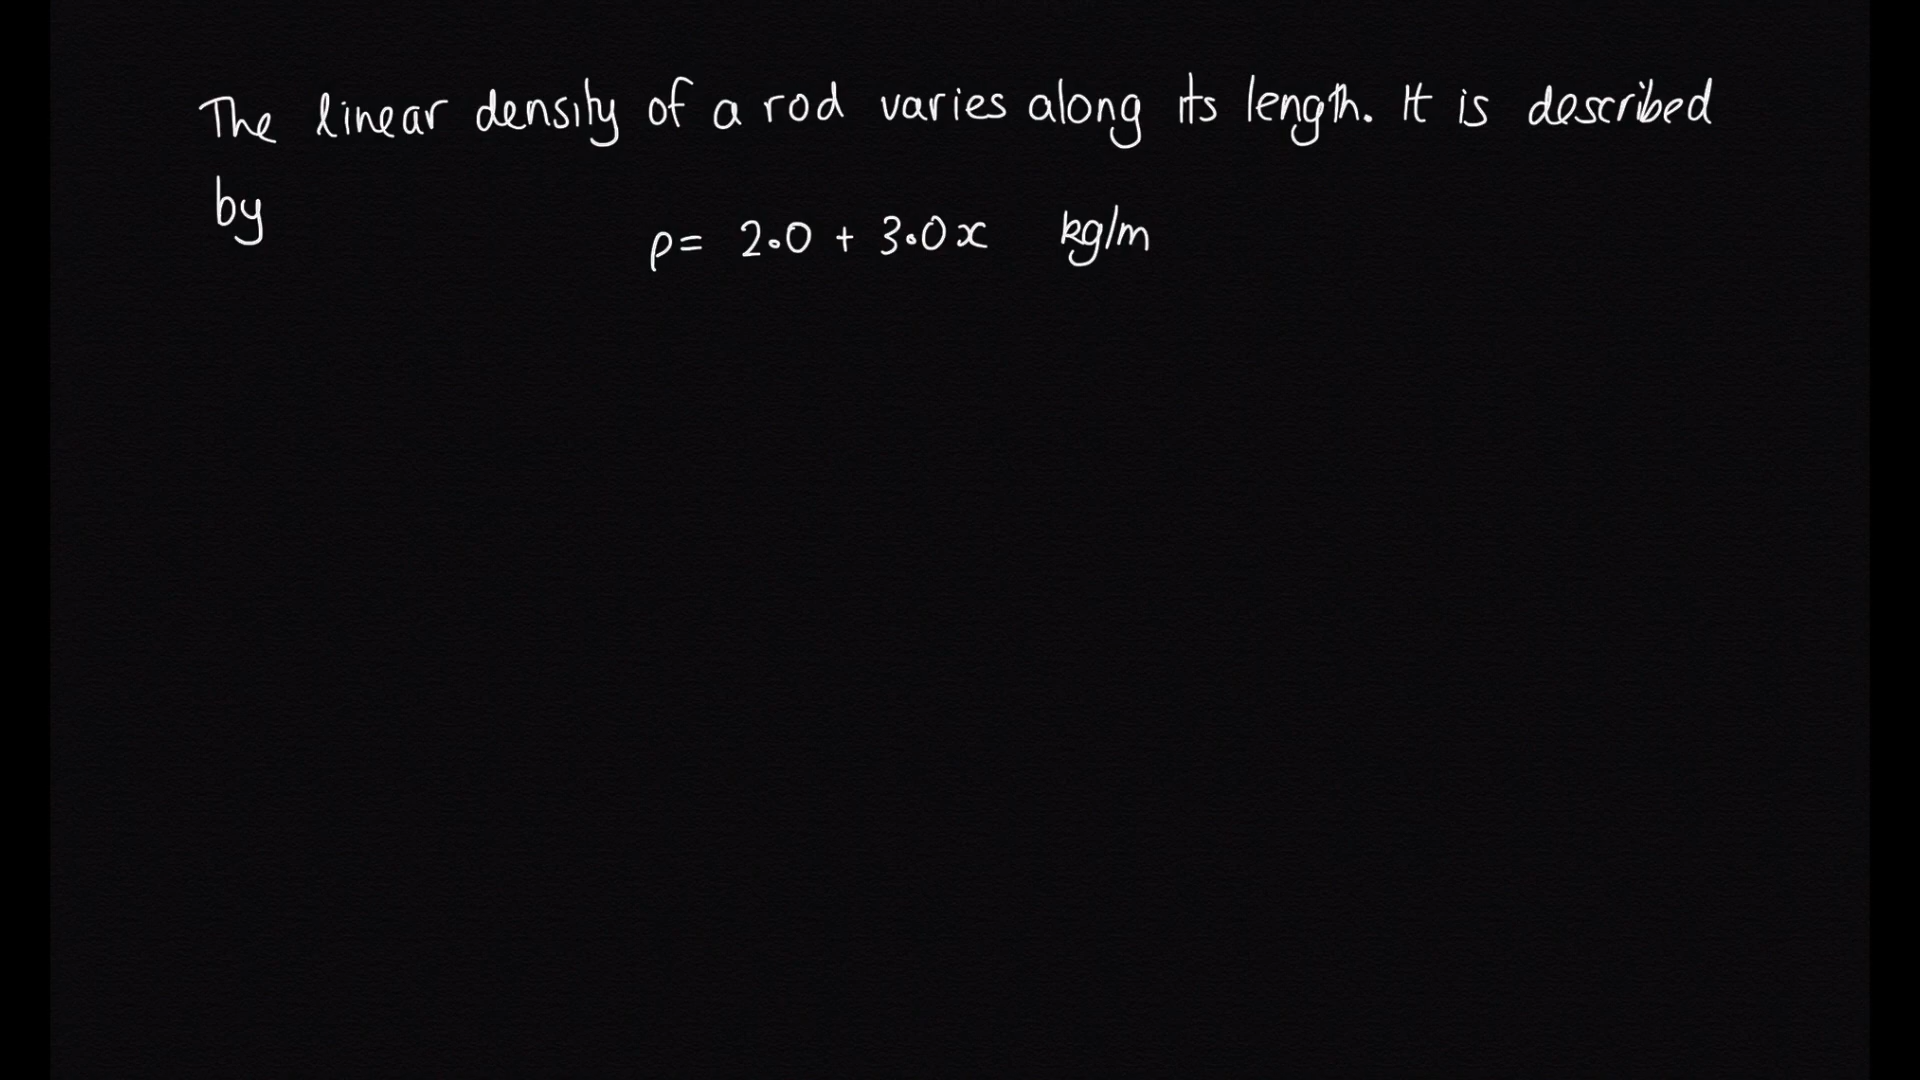 The linear density of a rod varies along its length. It is described
by
ρ = 2.0 + 3.0x kg/m